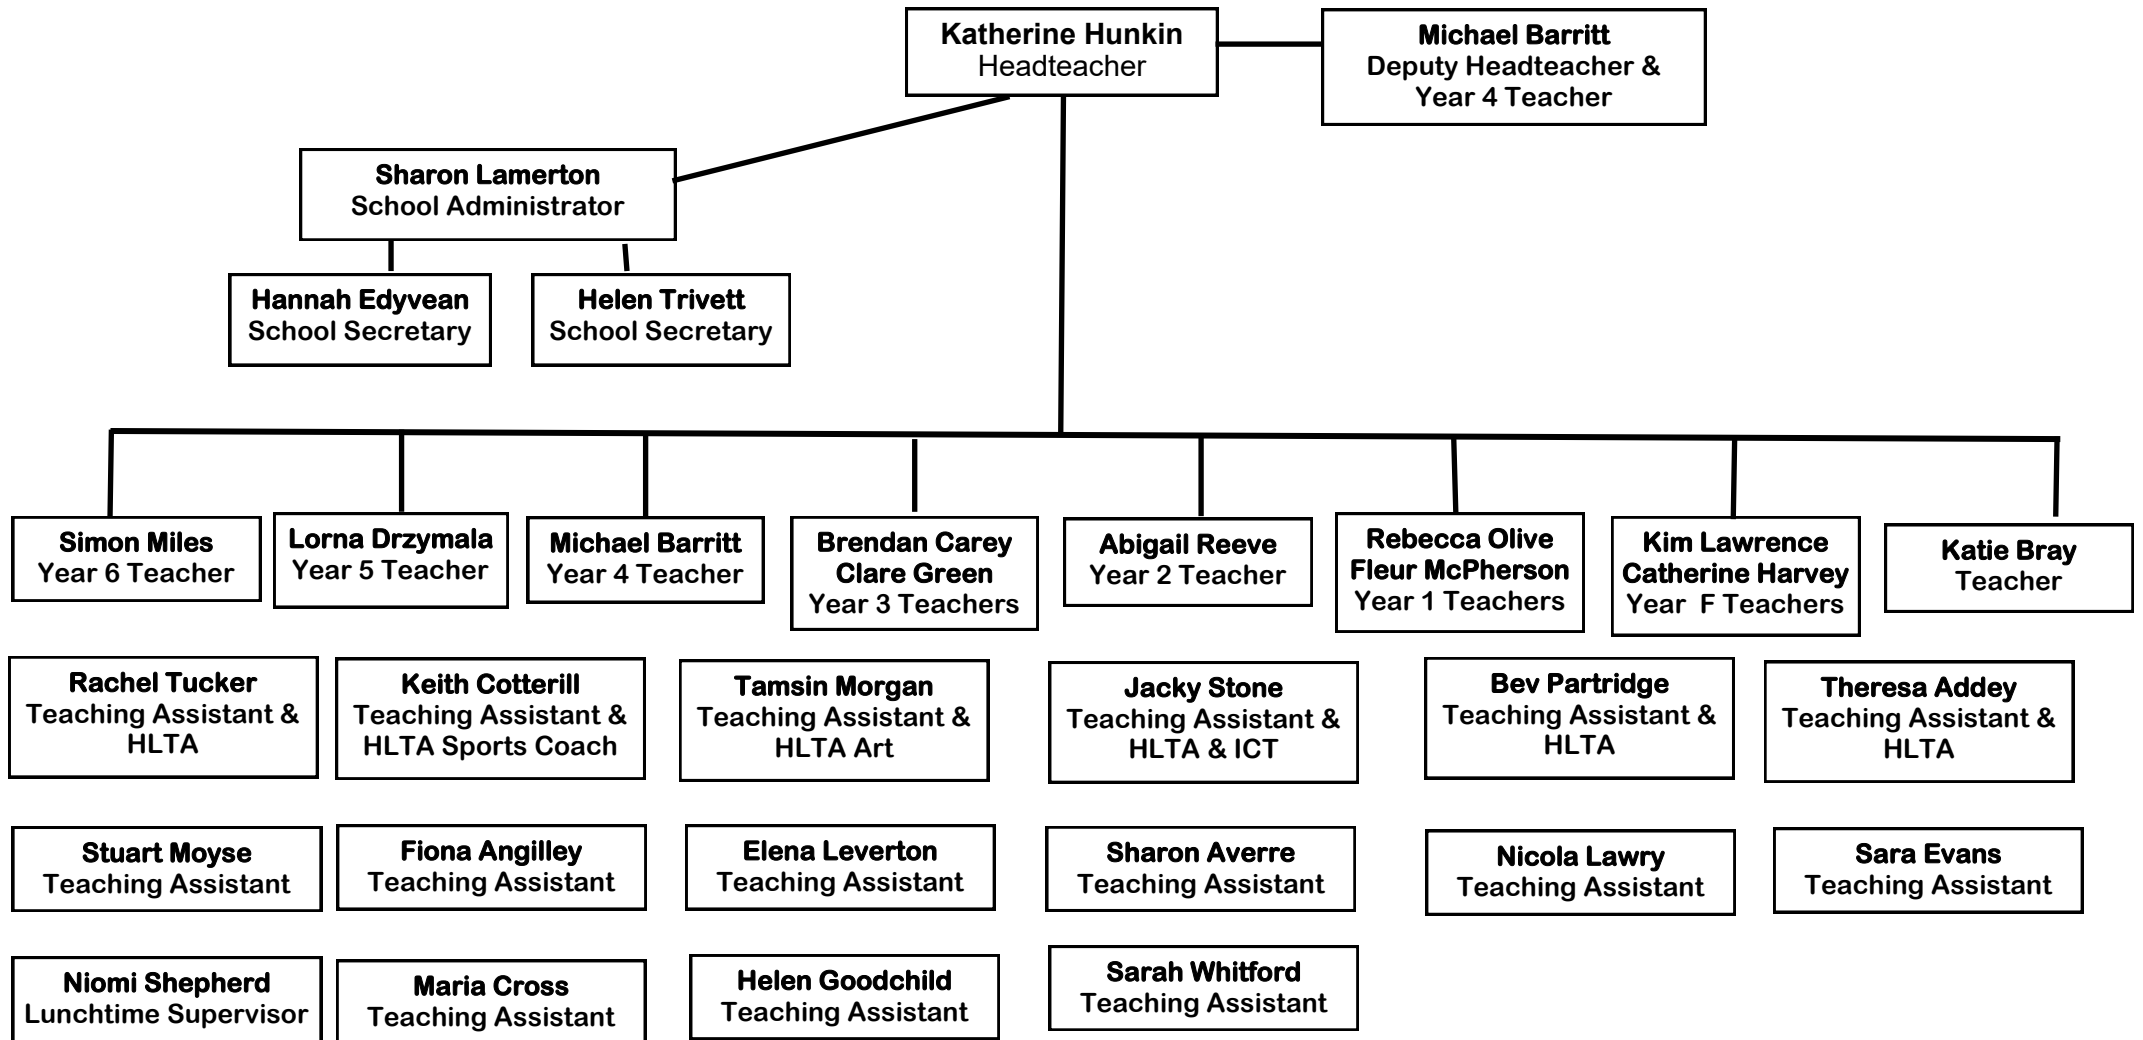 Katherine Hunkin
Headteacher
Michael Barritt
Deputy Headteacher &
Year 4 Teacher
Sharon Lamerton
School Administrator
Hannah Edyvean
School Secretary
Helen Trivett
School Secretary
Simon Miles
Year 6 Teacher
Lorna Drzymala
Year 5 Teacher
Michael Barritt
Year 4 Teacher
Brendan Carey
Clare Green
Year 3 Teachers
Abigail Reeve
Year 2 Teacher
Rebecca Olive
Fleur McPherson
Year 1 Teachers
Kim Lawrence
Catherine Harvey
Year F Teachers
Katie Bray
Teacher
Rachel Tucker
Teaching Assistant &
HLTA
Keith Cotterill
Teaching Assistant &
HLTA Sports Coach
Tamsin Morgan
Teaching Assistant &
HLTA Art
Jacky Stone
Teaching Assistant &
HLTA & ICT
Bev Partridge
Teaching Assistant &
HLTA
Theresa Addey
Teaching Assistant &
HLTA
Stuart Moyse
Teaching Assistant
Fiona Angilley
Teaching Assistant
Elena Leverton
Teaching Assistant
Sharon Averre
Teaching Assistant
Nicola Lawry
Teaching Assistant
Sara Evans
Teaching Assistant
Niomi Shepherd
Lunchtime Supervisor
Maria Cross
Teaching Assistant
Helen Goodchild
Teaching Assistant
Sarah Whitford
Teaching Assistant